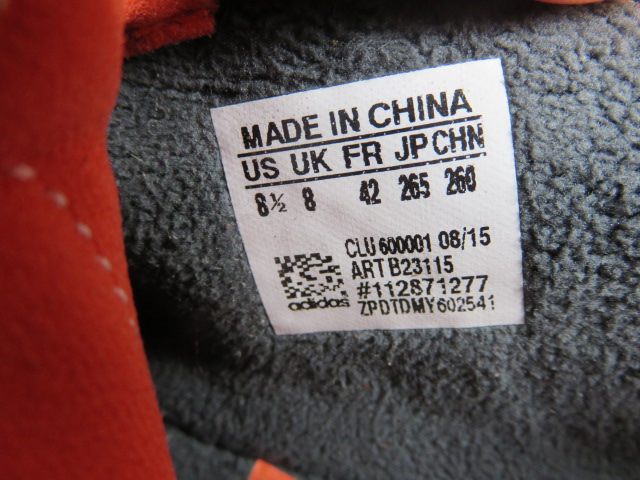 MADE IN CHINA
US UK FR JP CHN
8½ 8 42 265 260
CLU 600001 08/15
ART B23115
#112871277
adidas ZPDTDMY602541